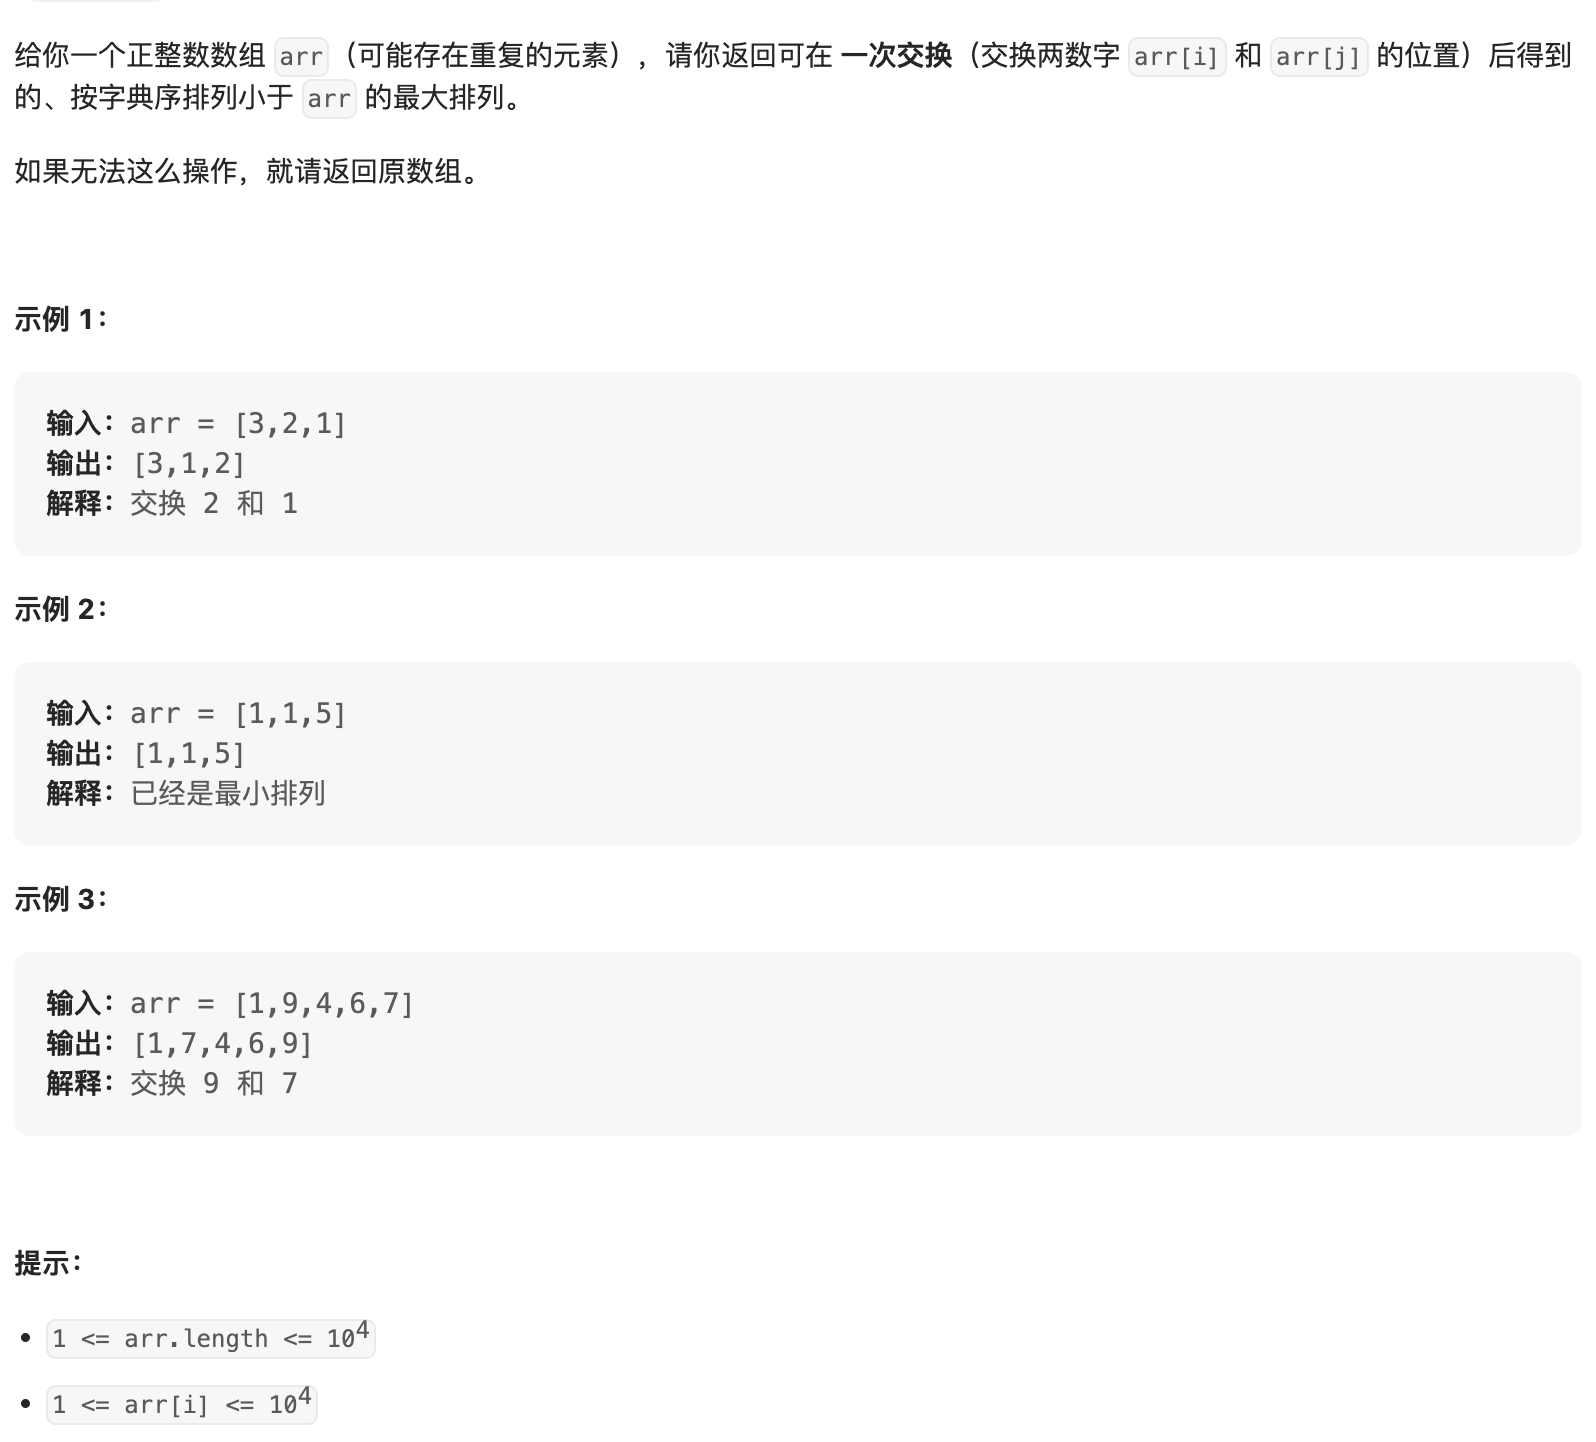 给你一个正整数数组 arr（可能存在重复的元素），请你返回可在 一次交换（交换两数字 arr[i] 和 arr[j] 的位置）后得到
的、按字典序排列小于 arr 的最大排列。
如果无法这么操作，就请返回原数组。
示例 1：
输入：arr = [3,2,1]
输出：[3,1,2]
解释：交换 2 和 1
示例 2：
输入：arr = [1,1,5]
输出：[1,1,5]
解释：已经是最小排列
示例 3：
输入：arr = [1,9,4,6,7]
输出：[1,7,4,6,9]
解释：交换 9 和 7
提示：
• 1 <= arr.length <= 10⁴
• 1 <= arr[i] <= 10⁴